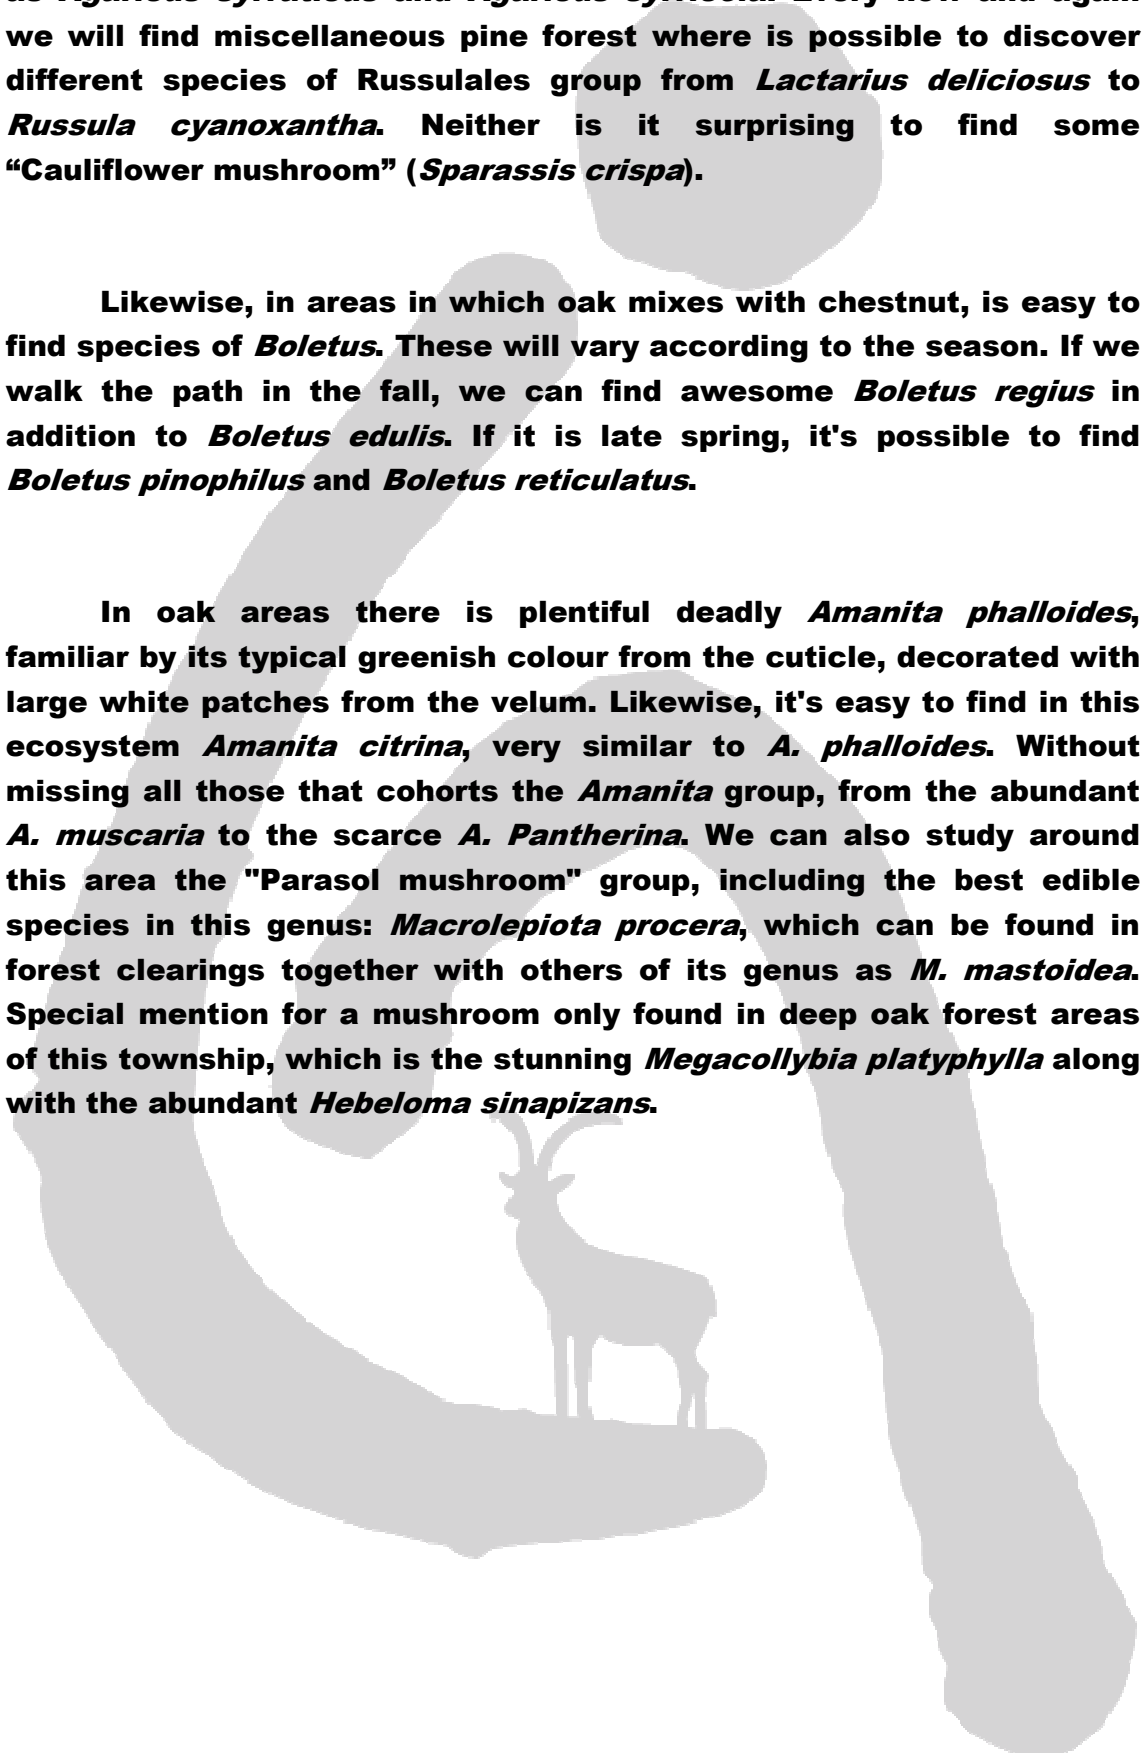 as Agaricus sylvaticus and Agaricus sylvicola. Every now and again
we will find miscellaneous pine forest where is possible to discover
different species of Russulales group from Lactarius deliciosus to
Russula cyanoxantha. Neither is it surprising to find some
“Cauliflower mushroom” (Sparassis crispa).
Likewise, in areas in which oak mixes with chestnut, is easy to
find species of Boletus. These will vary according to the season. If we
walk the path in the fall, we can find awesome Boletus regius in
addition to Boletus edulis. If it is late spring, it's possible to find
Boletus pinophilus and Boletus reticulatus.
In oak areas there is plentiful deadly Amanita phalloides,
familiar by its typical greenish colour from the cuticle, decorated with
large white patches from the velum. Likewise, it's easy to find in this
ecosystem Amanita citrina, very similar to A. phalloides. Without
missing all those that cohorts the Amanita group, from the abundant
A. muscaria to the scarce A. Pantherina. We can also study around
this area the "Parasol mushroom" group, including the best edible
species in this genus: Macrolepiota procera, which can be found in
forest clearings together with others of its genus as M. mastoidea.
Special mention for a mushroom only found in deep oak forest areas
of this township, which is the stunning Megacollybia platyphylla along
with the abundant Hebeloma sinapizans.